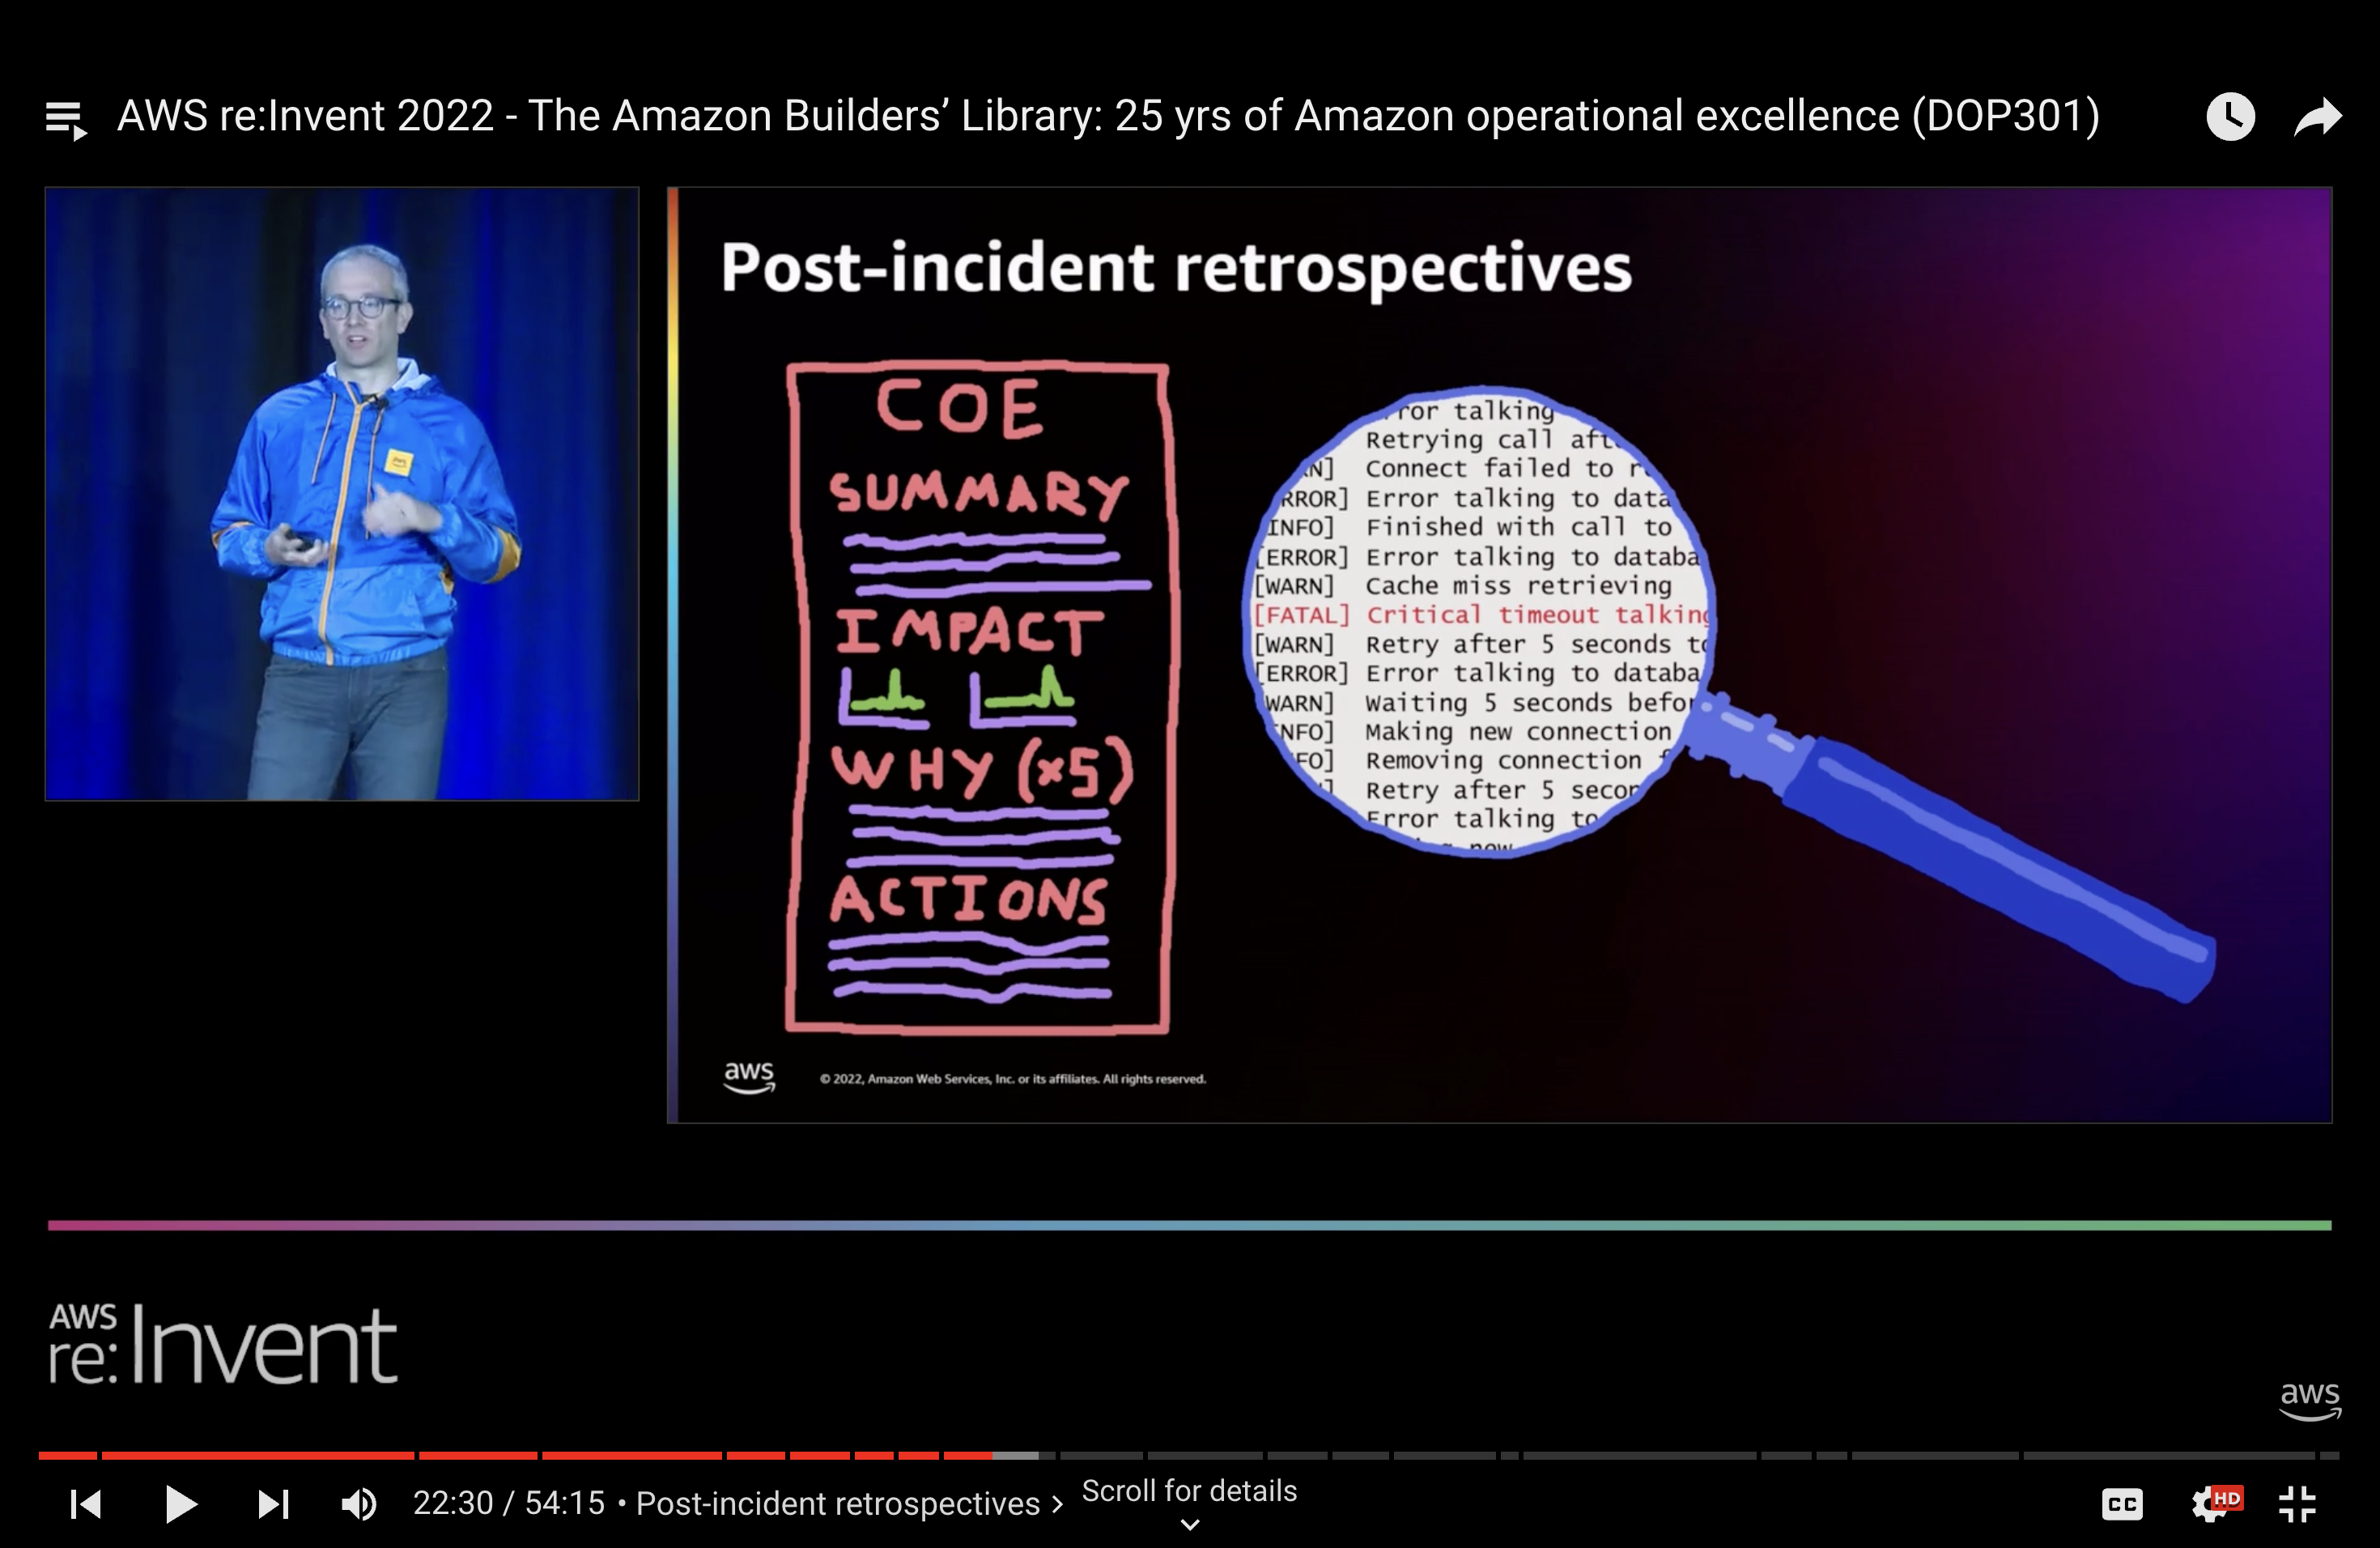 AWS re:Invent 2022 - The Amazon Builders’ Library: 25 yrs of Amazon operational excellence (DOP301)
Post-incident retrospectives
COE
SUMMARY
IMPACT
WHY (x5)
ACTIONS
ror talking
Retrying call aft
N] Connect failed to r
RROR] Error talking to data
INFO] Finished with call to
[ERROR] Error talking to databa
[WARN] Cache miss retrieving
[FATAL] Critical timeout talking
[WARN] Retry after 5 seconds to
[ERROR] Error talking to databa
WARN] Waiting 5 seconds befor
NFO] Making new connection
FO] Removing connection
] Retry after 5 secon
Error talking to
new
aws
© 2022, Amazon Web Services, Inc. or its affiliates. All rights reserved.
AWS
re:Invent
aws
22:30 / 54:15 • Post-incident retrospectives ›
Scroll for details
CC
HD